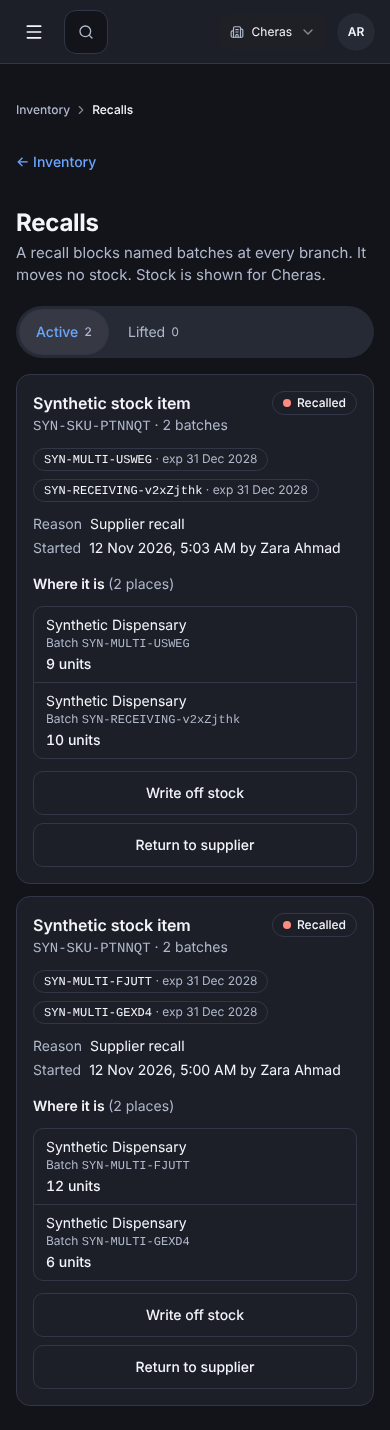 Cheras
AR
Inventory > Recalls
← Inventory
Recalls
A recall blocks named batches at every branch. It
moves no stock. Stock is shown for Cheras.
Active 2 Lifted 0
Synthetic stock item Recalled
SYN-SKU-PTNNQT · 2 batches
SYN-MULTI-USWEG · exp 31 Dec 2028
SYN-RECEIVING-v2xZjthk · exp 31 Dec 2028
Reason Supplier recall
Started 12 Nov 2026, 5:03 AM by Zara Ahmad
Where it is (2 places)
Synthetic Dispensary
Batch SYN-MULTI-USWEG
9 units
Synthetic Dispensary
Batch SYN-RECEIVING-v2xZjthk
10 units
Write off stock
Return to supplier
Synthetic stock item Recalled
SYN-SKU-PTNNQT · 2 batches
SYN-MULTI-FJUTT · exp 31 Dec 2028
SYN-MULTI-GEXD4 · exp 31 Dec 2028
Reason Supplier recall
Started 12 Nov 2026, 5:00 AM by Zara Ahmad
Where it is (2 places)
Synthetic Dispensary
Batch SYN-MULTI-FJUTT
12 units
Synthetic Dispensary
Batch SYN-MULTI-GEXD4
6 units
Write off stock
Return to supplier